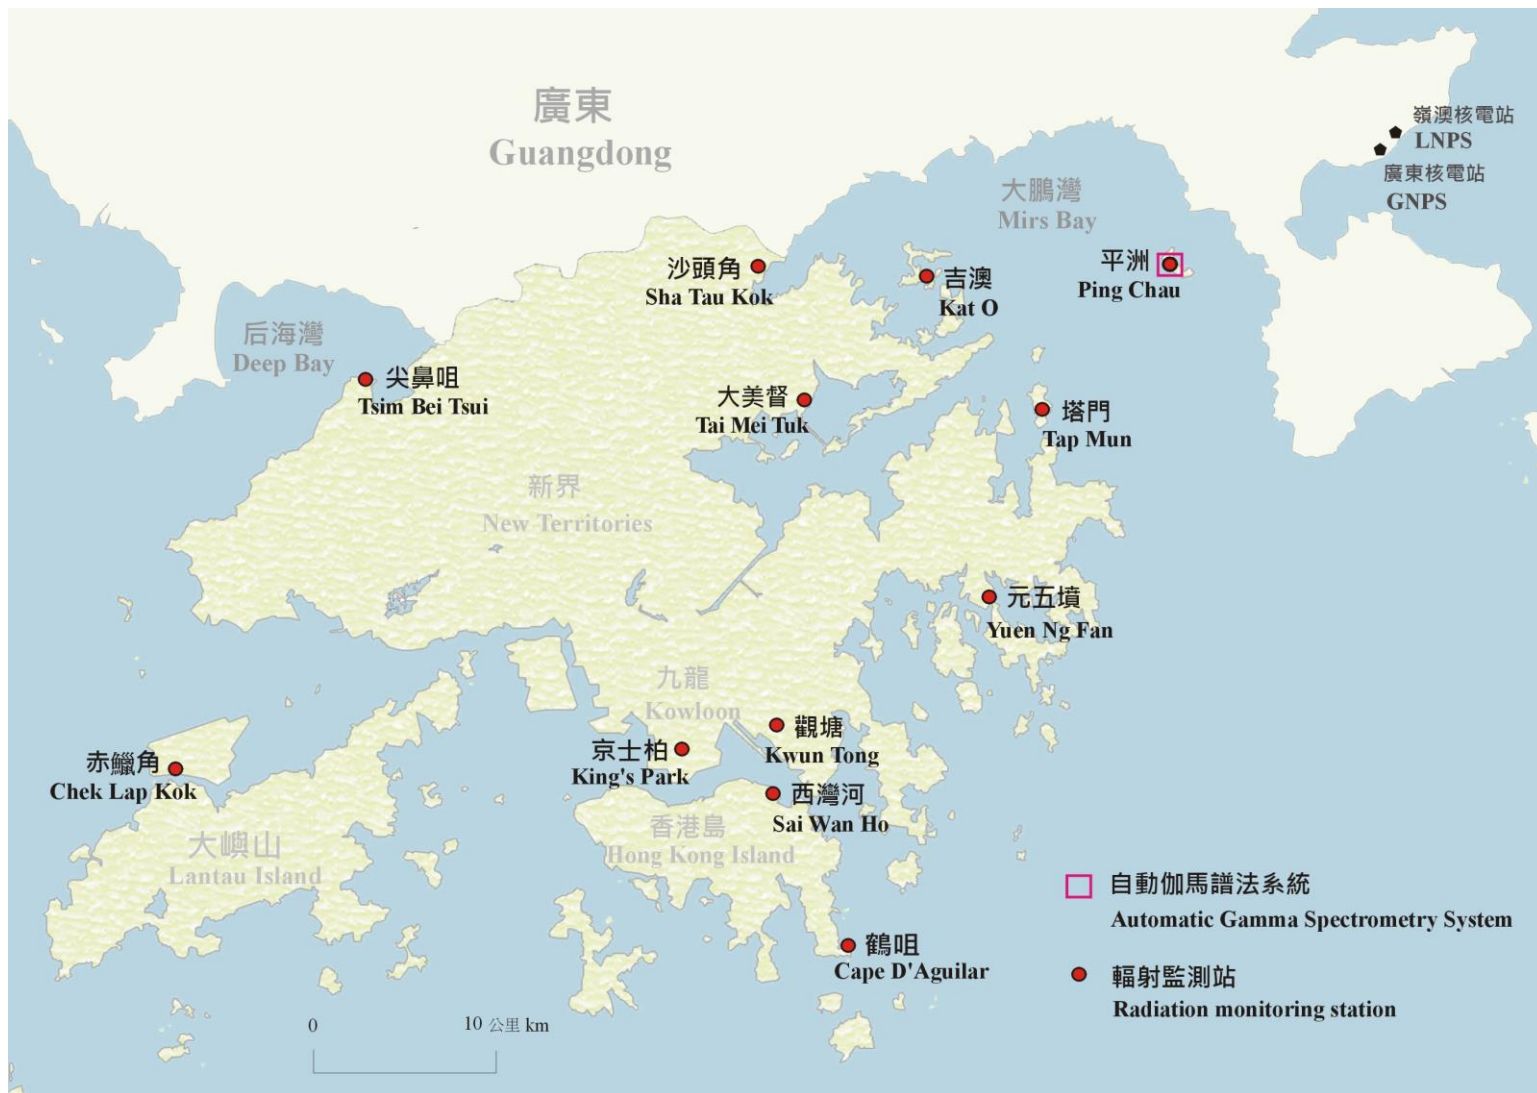 廣東
Guangdong
嶺澳核電站
LNPS
廣東核電站
GNPS
大鵬灣
Mirs Bay
沙頭角
Sha Tau Kok
吉澳
Kat O
平洲
Ping Chau
后海灣
Deep Bay
尖鼻咀
Tsim Bei Tsui
大美督
Tai Mei Tuk
塔門
Tap Mun
新界
New Territories
元五墳
Yuen Ng Fan
九龍
Kowloon
觀塘
Kwun Tong
京士柏
King's Park
赤鱲角
Chek Lap Kok
西灣河
Sai Wan Ho
香港島
Hong Kong Island
大嶼山
Lantau Island
自動伽馬譜法系統
Automatic Gamma Spectrometry System
鶴咀
Cape D'Aguilar
輻射監測站
Radiation monitoring station
0 10 公里 km